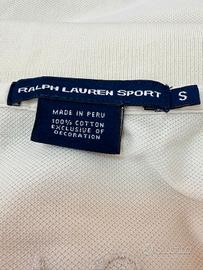 RALPH LAUREN SPORT
S
MADE IN PERU
100% COTTON
EXCLUSIVE OF
DECORATION